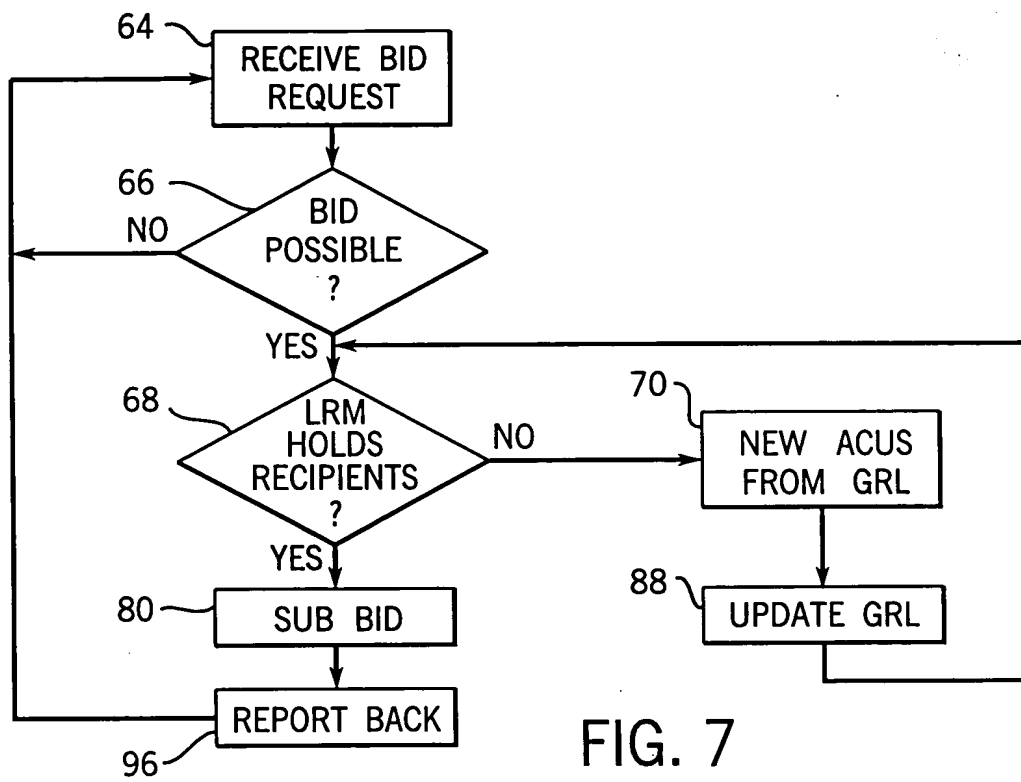 64
RECEIVE BID
REQUEST
66
BID
POSSIBLE
?
NO
YES
68
LRM
HOLDS
RECIPIENTS
?
NO
70
NEW ACUS
FROM GRL
YES
80
SUB BID
88
UPDATE GRL
REPORT BACK
96
FIG. 7